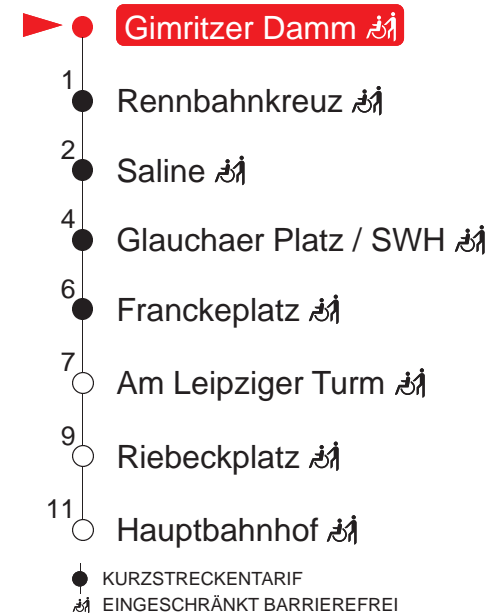 Gimritzer Damm
1
Rennbahnkreuz
2
Saline
4
Glauchaer Platz / SWH
6
Franckeplatz
7
Am Leipziger Turm
9
Riebeckplatz
11
Hauptbahnhof
KURZSTRECKENTARIF
EINGESCHRÄNKT BARRIEREFREI